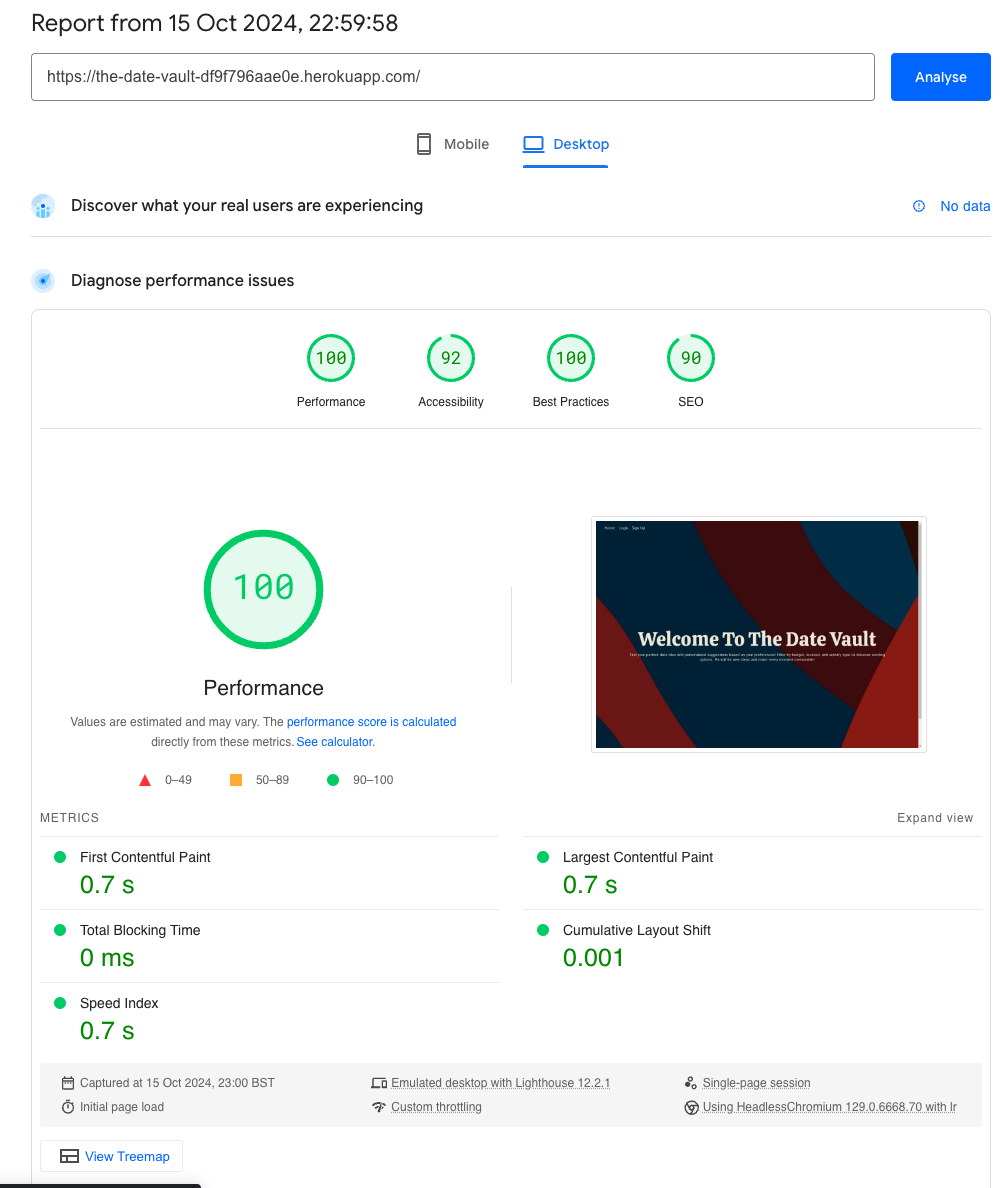 Report from 15 Oct 2024, 22:59:58
https://the-date-vault-df9f796aae0e.herokuapp.com/
Analyse
Mobile
Desktop
Discover what your real users are experiencing
No data
Diagnose performance issues
100
92
100
90
Performance
Accessibility
Best Practices
SEO
100
Performance
Values are estimated and may vary. The performance score is calculated
directly from these metrics. See calculator.
0–49
50–89
90–100
Home Login Sign Up
Welcome To The Date Vault
METRICS
Expand view
First Contentful Paint
0.7 s
Largest Contentful Paint
0.7 s
Total Blocking Time
0 ms
Cumulative Layout Shift
0.001
Speed Index
0.7 s
Captured at 15 Oct 2024, 23:00 BST
Emulated desktop with Lighthouse 12.2.1
Single-page session
Initial page load
Custom throttling
Using HeadlessChromium 129.0.6668.70 with lr
View Treemap